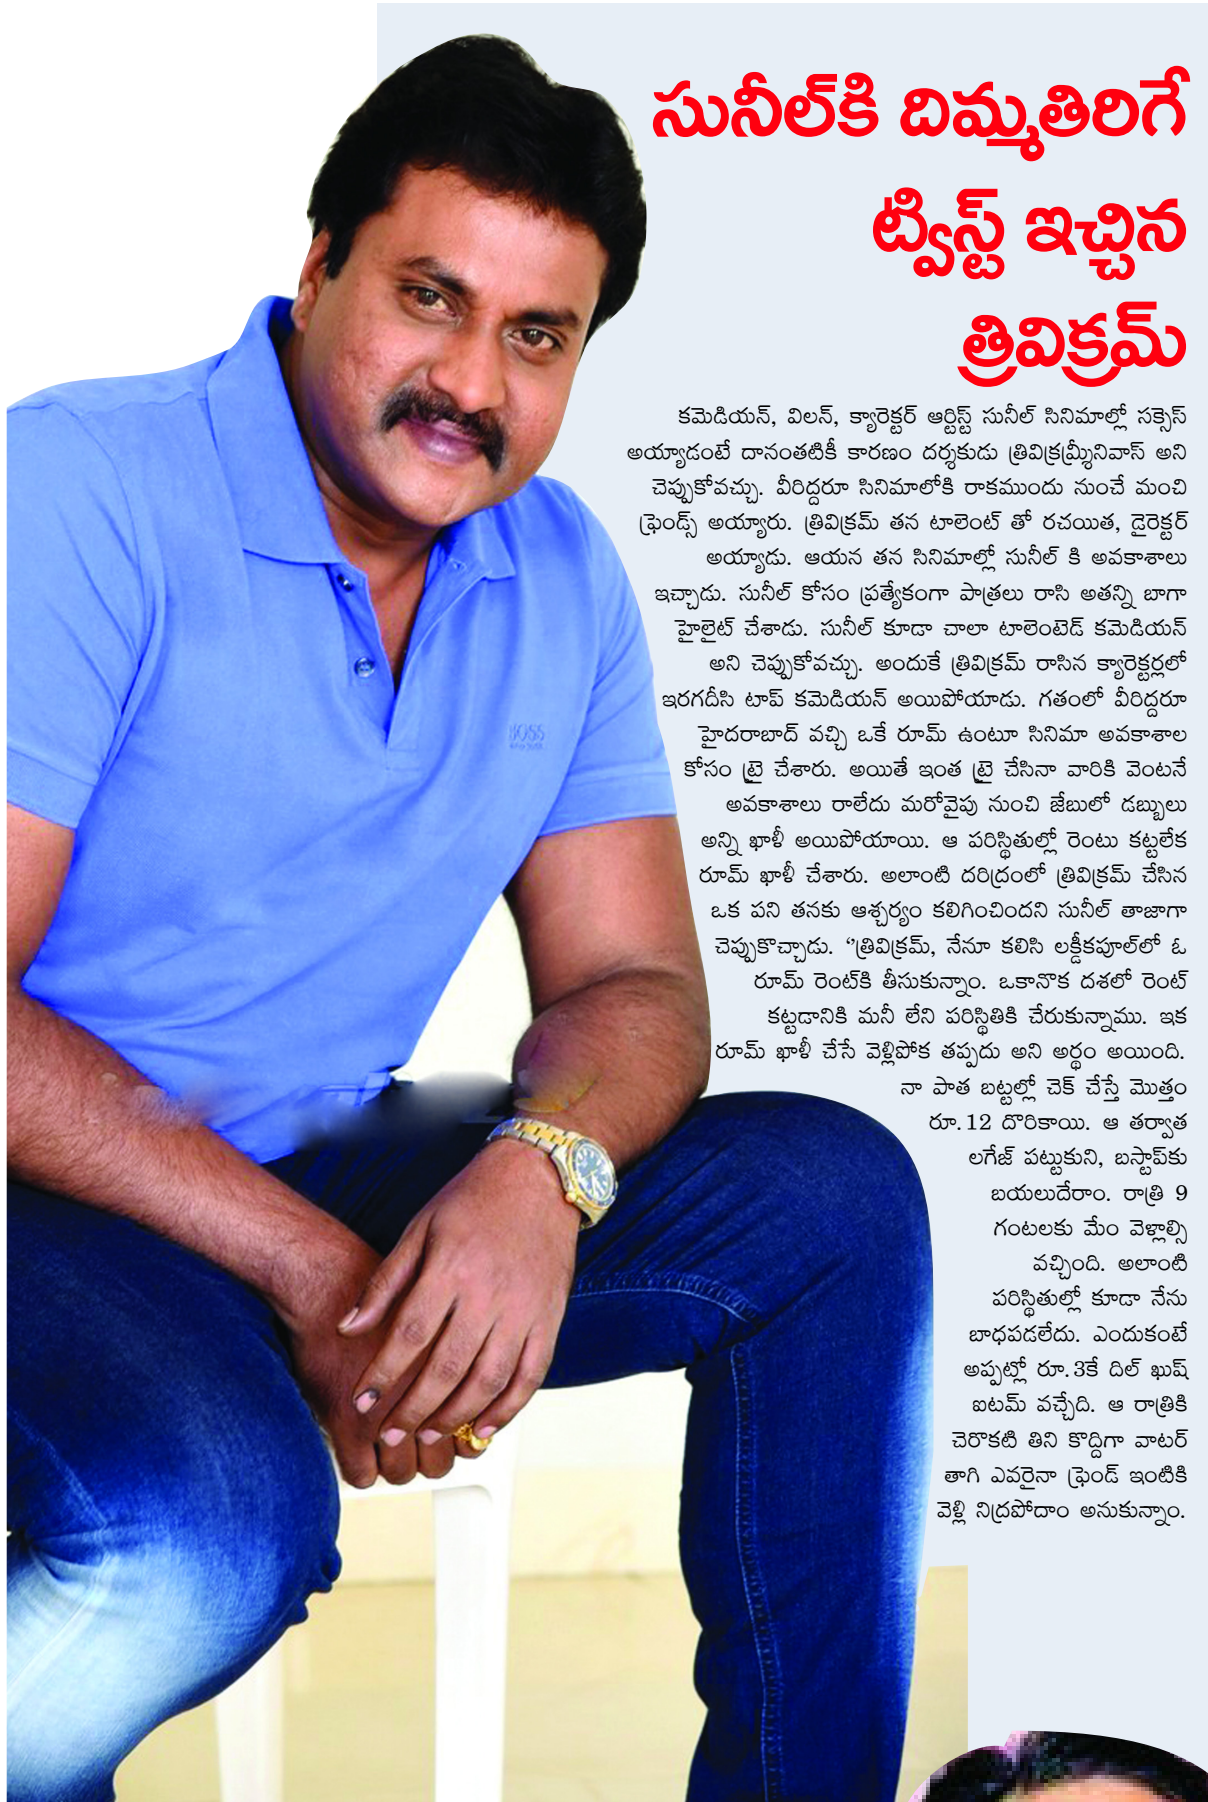 సునీల్‌కి దిమ్మతిరిగే
ట్విస్ట్ ఇచ్చిన
త్రివిక్రమ్
కమెడియన్, విలన్, క్యారెక్టర్ ఆర్టిస్ట్ సునీల్ సినిమాల్లో సక్సెస్
అయ్యాడంటే దానంతటికీ కారణం దర్శకుడు త్రివిక్రమ్శ్రీనివాస్ అని
చెప్పుకోవచ్చు. వీరిద్దరూ సినిమాలోకి రాకముందు నుంచే మంచి
ఫ్రెండ్స్ అయ్యారు. త్రివిక్రమ్ తన టాలెంట్ తో రచయిత, డైరెక్టర్
అయ్యాడు. ఆయన తన సినిమాల్లో సునీల్ కి అవకాశాలు
ఇచ్చాడు. సునీల్ కోసం ప్రత్యేకంగా పాత్రలు రాసి అతన్ని బాగా
హైలైట్ చేశాడు. సునీల్ కూడా చాలా టాలెంటెడ్ కమెడియన్
అని చెప్పుకోవచ్చు. అందుకే త్రివిక్రమ్ రాసిన క్యారెక్టర్లలో
ఇరగదీసి టాప్ కమెడియన్ అయిపోయాడు. గతంలో వీరిద్దరూ
హైదరాబాద్ వచ్చి ఒకే రూమ్ ఉంటూ సినిమా అవకాశాల
కోసం ట్రై చేశారు. అయితే ఇంత ట్రై చేసినా వారికి వెంటనే
అవకాశాలు రాలేదు మరోవైపు నుంచి జేబులో డబ్బులు
అన్ని ఖాళీ అయిపోయాయి. ఆ పరిస్థితుల్లో రెంటు కట్టలేక
రూమ్ ఖాళీ చేశారు. అలాంటి దరిద్రంలో త్రివిక్రమ్ చేసిన
ఒక పని తనకు ఆశ్చర్యం కలిగించిందని సునీల్ తాజాగా
చెప్పుకొచ్చాడు. “త్రివిక్రమ్, నేనూ కలిసి లక్డీకపూల్‌లో ఓ
రూమ్ రెంట్‌కి తీసుకున్నాం. ఒకానొక దశలో రెంట్
కట్టడానికి మనీ లేని పరిస్థితికి చేరుకున్నాము. ఇక
రూమ్ ఖాళీ చేసే వెళ్లిపోక తప్పదు అని అర్థం అయింది.
నా పాత బట్టల్లో చెక్ చేస్తే మొత్తం
రూ.12 దొరికాయి. ఆ తర్వాత
లగేజ్ పట్టుకుని, బస్టాప్‌కు
బయలుదేరాం. రాత్రి 9
గంటలకు మేం వెళ్లాల్సి
వచ్చింది. అలాంటి
పరిస్థితుల్లో కూడా నేను
బాధపడలేదు. ఎందుకంటే
అప్పట్లో రూ.3కే దిల్ ఖుష్
ఐటమ్ వచ్చేది. ఆ రాత్రికి
చెరొకటి తిని కొద్దిగా వాటర్
తాగి ఎవరైనా ఫ్రెండ్ ఇంటికి
వెళ్లి నిద్రపోదాం అనుకున్నాం.
BOSS